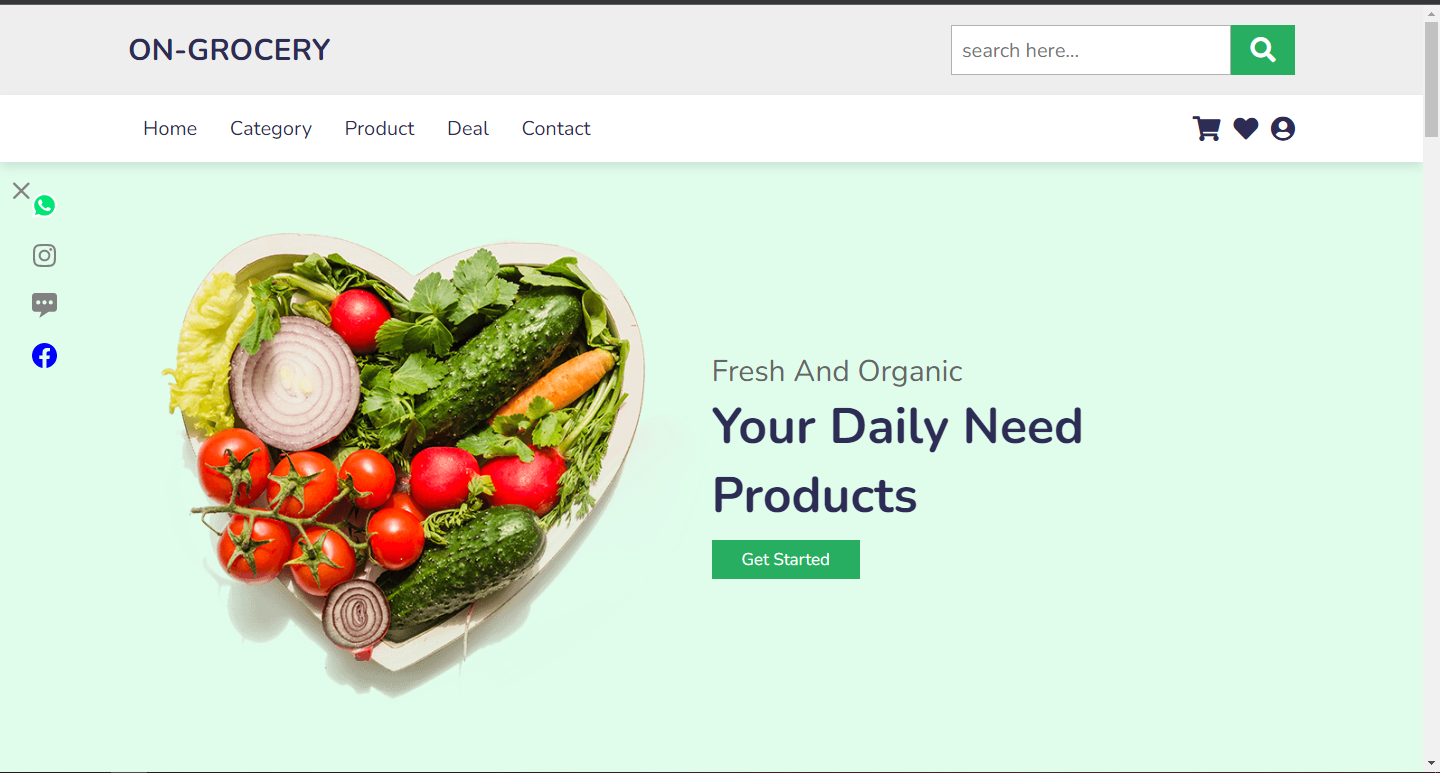 ON-GROCERY
search here...
Home Category Product Deal Contact
Fresh And Organic
Your Daily Need
Products
Get Started